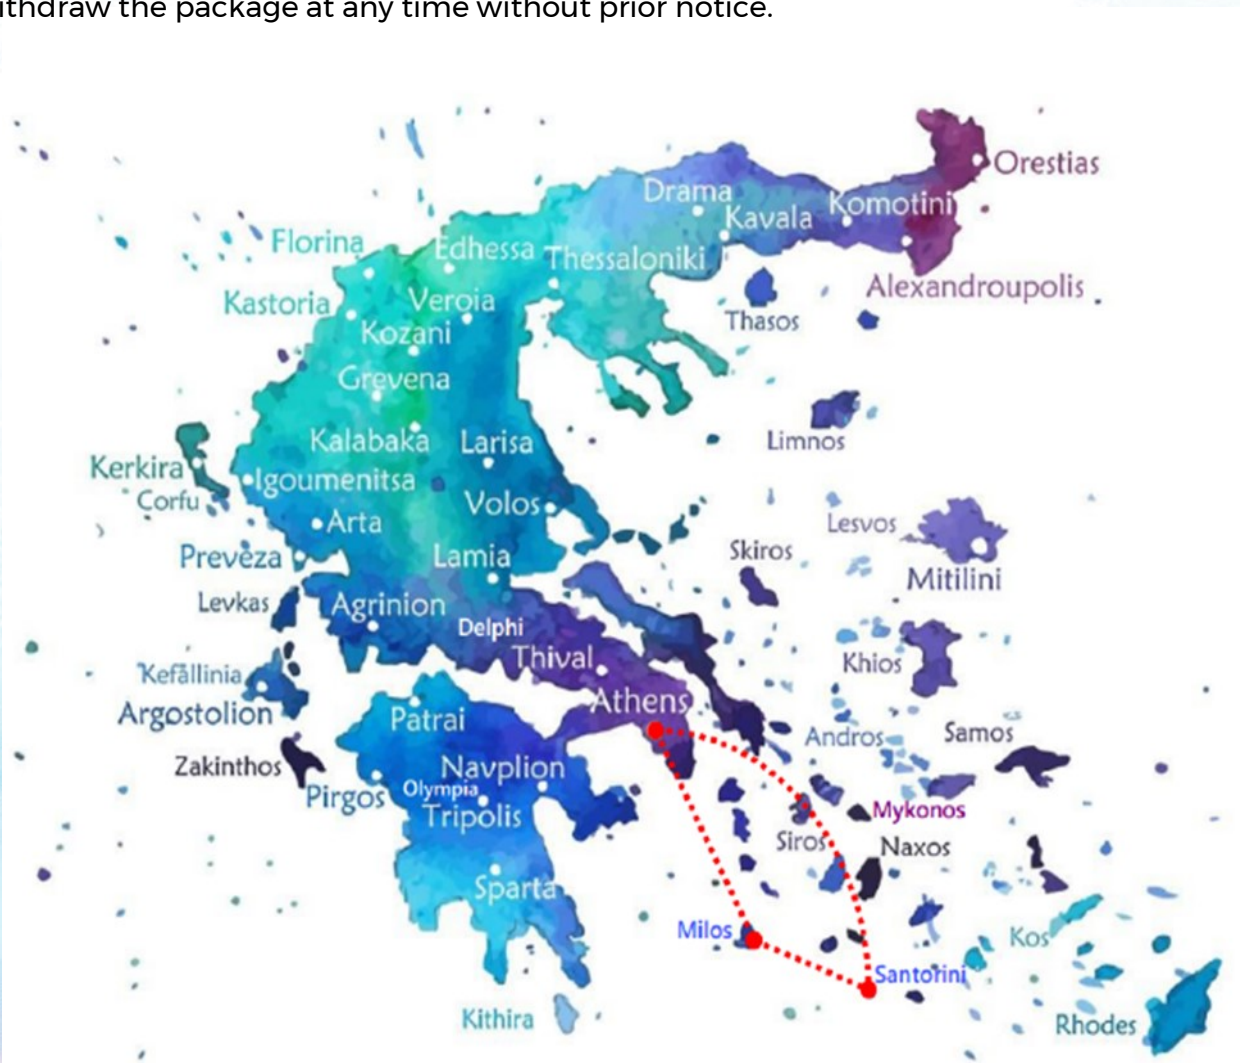 ithdraw the package at any time without prior notice.
Orestias
Drama
Komotini
Kavala
Florina
Edhessa
Thessaloniki
Alexandroupolis
Kastoria
Veroia
Thasos
Kozani
Grevena
Kalabaka
Larisa
Limnos
Kerkira
Igoumenitsa
Corfu
Volos
Arta
Lesvos
Skiros
Prevėza
Lamia
Mitilini
Levkas
Agrinion
Delphi
Thival
Khios
Kefallinia
Athens
Argostolion
Patrai
Andros
Samos
Zakinthos
Navplion
Pirgos
Olympia
Mykonos
Tripolis
Siros
Naxos
Sparta
Milos
Kos
Santorini
Kithira
Rhodes